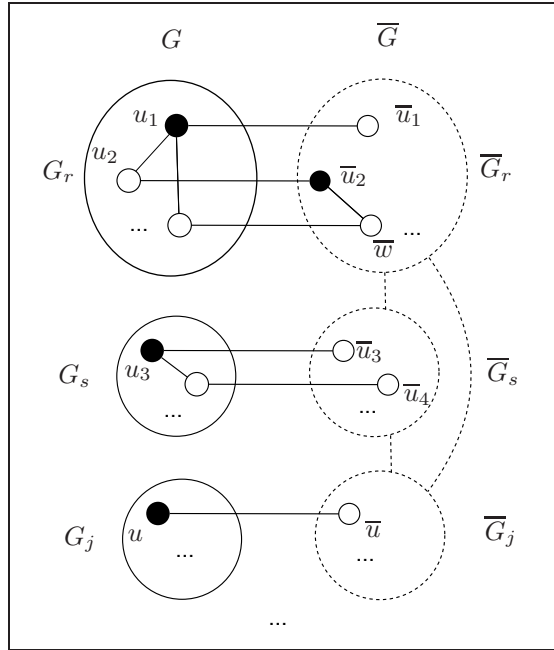 G G̅
u₁ u̅₁
u₂ u̅₂
G_r G̅_r
... w̅ ...
u₃ u̅₃
G_s u̅₄ G̅_s
... ...
u u̅
G_j G̅_j
... ...
...